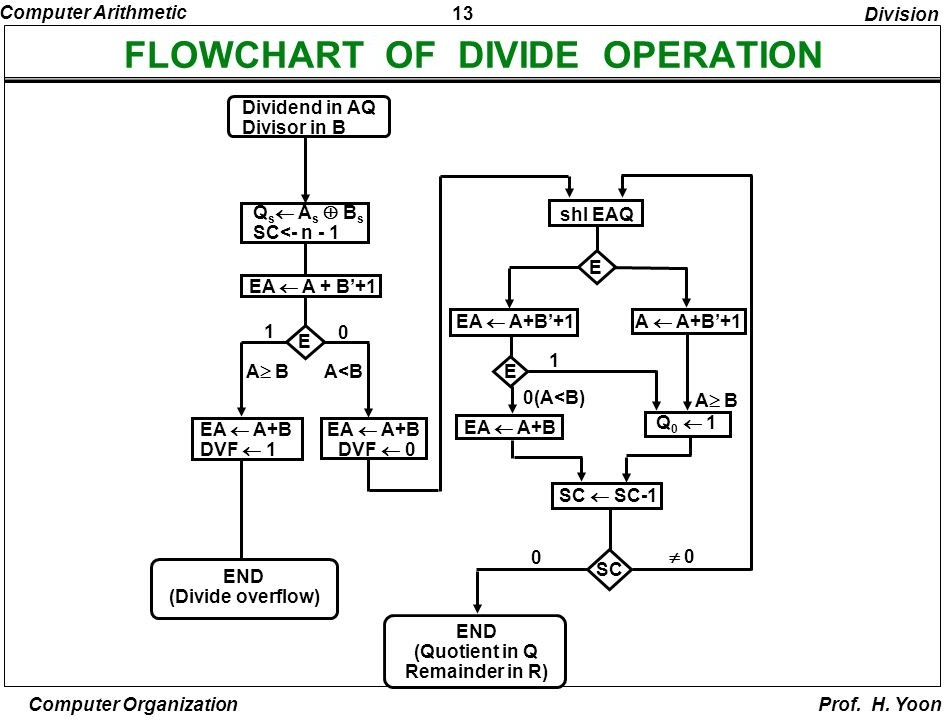 Computer Arithmetic
13
Division
FLOWCHART OF DIVIDE OPERATION
Dividend in AQ
Divisor in B
Qs← As ⊕ Bs
SC<- n - 1
EA ← A + B’+1
1
E
0
A≥ B
A<B
EA ← A+B
DVF ← 1
EA ← A+B
DVF ← 0
END
(Divide overflow)
shl EAQ
E
EA ← A+B’+1
A ← A+B’+1
E
1
0(A<B)
A≥ B
EA ← A+B
Q0 ← 1
SC ← SC-1
0
SC
≠ 0
END
(Quotient in Q
Remainder in R)
Computer Organization
Prof. H. Yoon